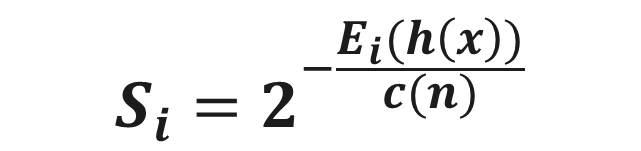 S_i = 2^{-\frac{E_i(h(x))}{c(n)}}